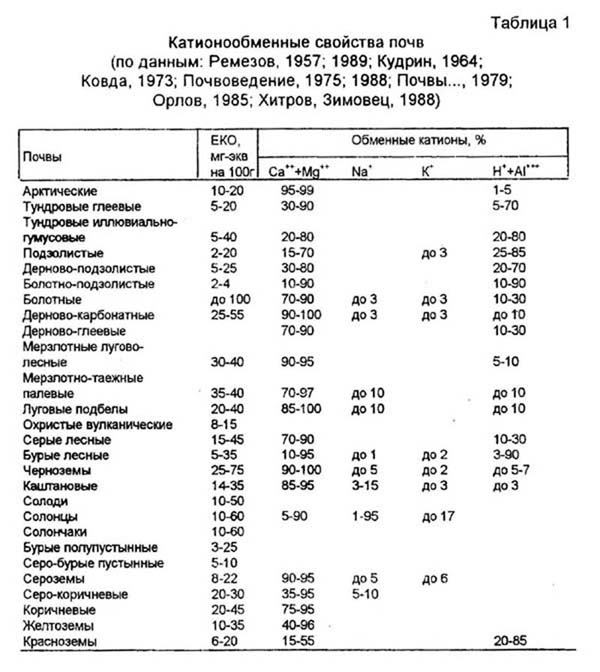 Таблица 1
Катионообменные свойства почв
(по данным: Ремезов, 1957; 1989; Кудрин, 1964;
Ковда, 1973; Почвоведение, 1975; 1988; Почвы..., 1979;
Орлов, 1985; Хитров, Зимовец, 1988)
Почвы ЕКО, мг-экв на 100г Обменные катионы, %
Ca⁺⁺+Mg⁺⁺ Na⁺ K⁺ H⁺+Al⁺⁺⁺
Арктические 10-20 95-99 1-5
Тундровые глеевые 5-20 30-90 5-70
Тундровые иллювиально-
гумусовые 5-40 20-80 20-80
Подзолистые 2-20 15-70 до 3 25-85
Дерново-подзолистые 5-25 30-80 20-70
Болотно-подзолистые 2-4 10-90 10-90
Болотные до 100 70-90 до 3 до 3 10-30
Дерново-карбонатные 25-55 90-100 до 3 до 3 до 10
Дерново-глеевые 70-90 10-30
Мерзлотные лугово-
лесные 30-40 90-95 5-10
Мерзлотно-таежные
палевые 35-40 70-97 до 10 до 10
Луговые подбелы 20-40 85-100 до 10 до 10
Охристые вулканические 8-15
Серые лесные 15-45 70-90 10-30
Бурые лесные 5-35 10-95 до 1 до 2 3-90
Черноземы 25-75 90-100 до 5 до 2 до 5-7
Каштановые 14-35 85-95 3-15 до 3 до 3
Солоди 10-50
Солонцы 10-60 5-90 1-95 до 17
Солончаки 10-60
Бурые полупустынные 3-25
Серо-бурые пустынные 5-10
Сероземы 8-22 90-95 до 5 до 6
Серо-коричневые 20-30 35-95 5-10
Коричневые 20-45 75-95
Желтоземы 10-35 40-96
Красноземы 6-20 15-55 20-85